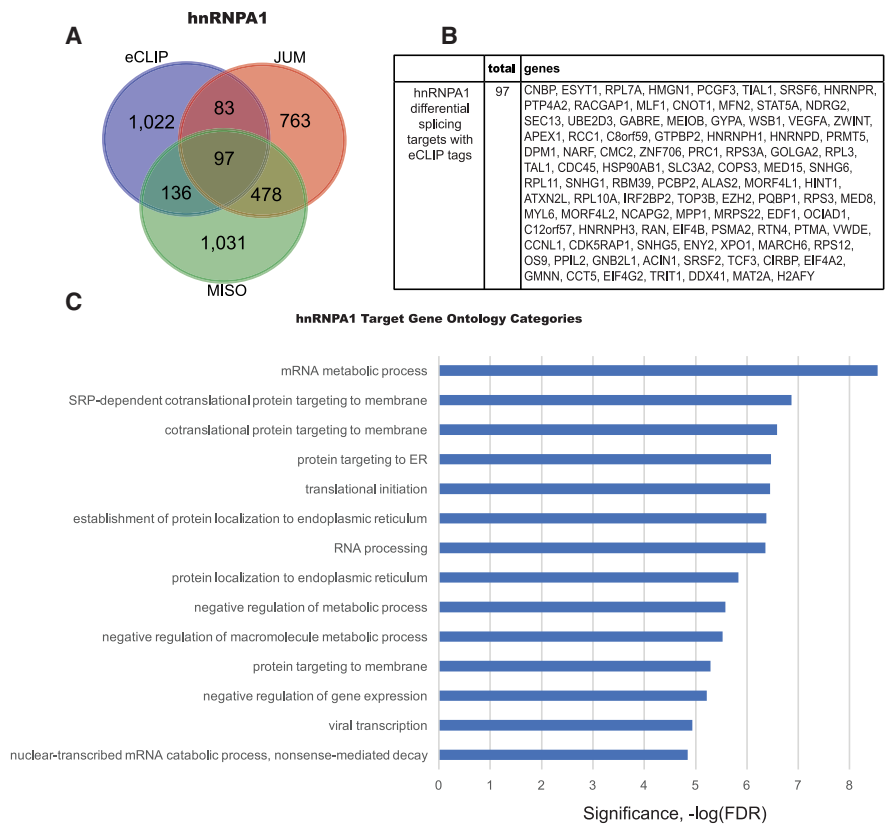 hnRNPA1
A
B
eCLIP
JUM
83
1,022
763
97
136
478
1,031
MISO
total
genes
hnRNPA1
differential
splicing
targets with
eCLIP tags
97
CNBP, ESYT1, RPL7A, HMGN1, PCGF3, TIAL1, SRSF6, HNRNPR,
PTP4A2, RACGAP1, MLF1, CNOT1, MFN2, STAT5A, NDRG2,
SEC13, UBE2D3, GABRE, MEIOB, GYPA, WSB1, VEGFA, ZWINT,
APEX1, RCC1, C8orf59, GTPBP2, HNRNPH1, HNRNPD, PRMT5,
DPM1, NARF, CMC2, ZNF706, PRC1, RPS3A, GOLGA2, RPL3,
TAL1, CDC45, HSP90AB1, SLC3A2, COPS3, MED15, SNHG6,
RPL11, SNHG1, RBM39, PCBP2, ALAS2, MORF4L1, HINT1,
ATXN2L, RPL10A, IRF2BP2, TOP3B, EZH2, PQBP1, RPS3, MED8,
MYL6, MORF4L2, NCAPG2, MPP1, MRPS22, EDF1, OCIAD1,
C12orf57, HNRNPH3, RAN, EIF4B, PSMA2, RTN4, PTMA, VWDE,
CCNL1, CDK5RAP1, SNHG5, ENY2, XPO1, MARCH6, RPS12,
OS9, PPIL2, GNB2L1, ACIN1, SRSF2, TCF3, CIRBP, EIF4A2,
GMNN, CCT5, EIF4G2, TRIT1, DDX41, MAT2A, H2AFY
C
hnRNPA1 Target Gene Ontology Categories
mRNA metabolic process
SRP-dependent cotranslational protein targeting to membrane
cotranslational protein targeting to membrane
protein targeting to ER
translational initiation
establishment of protein localization to endoplasmic reticulum
RNA processing
protein localization to endoplasmic reticulum
negative regulation of metabolic process
negative regulation of macromolecule metabolic process
protein targeting to membrane
negative regulation of gene expression
viral transcription
nuclear-transcribed mRNA catabolic process, nonsense-mediated decay
0 1 2 3 4 5 6 7 8
Significance, -log(FDR)